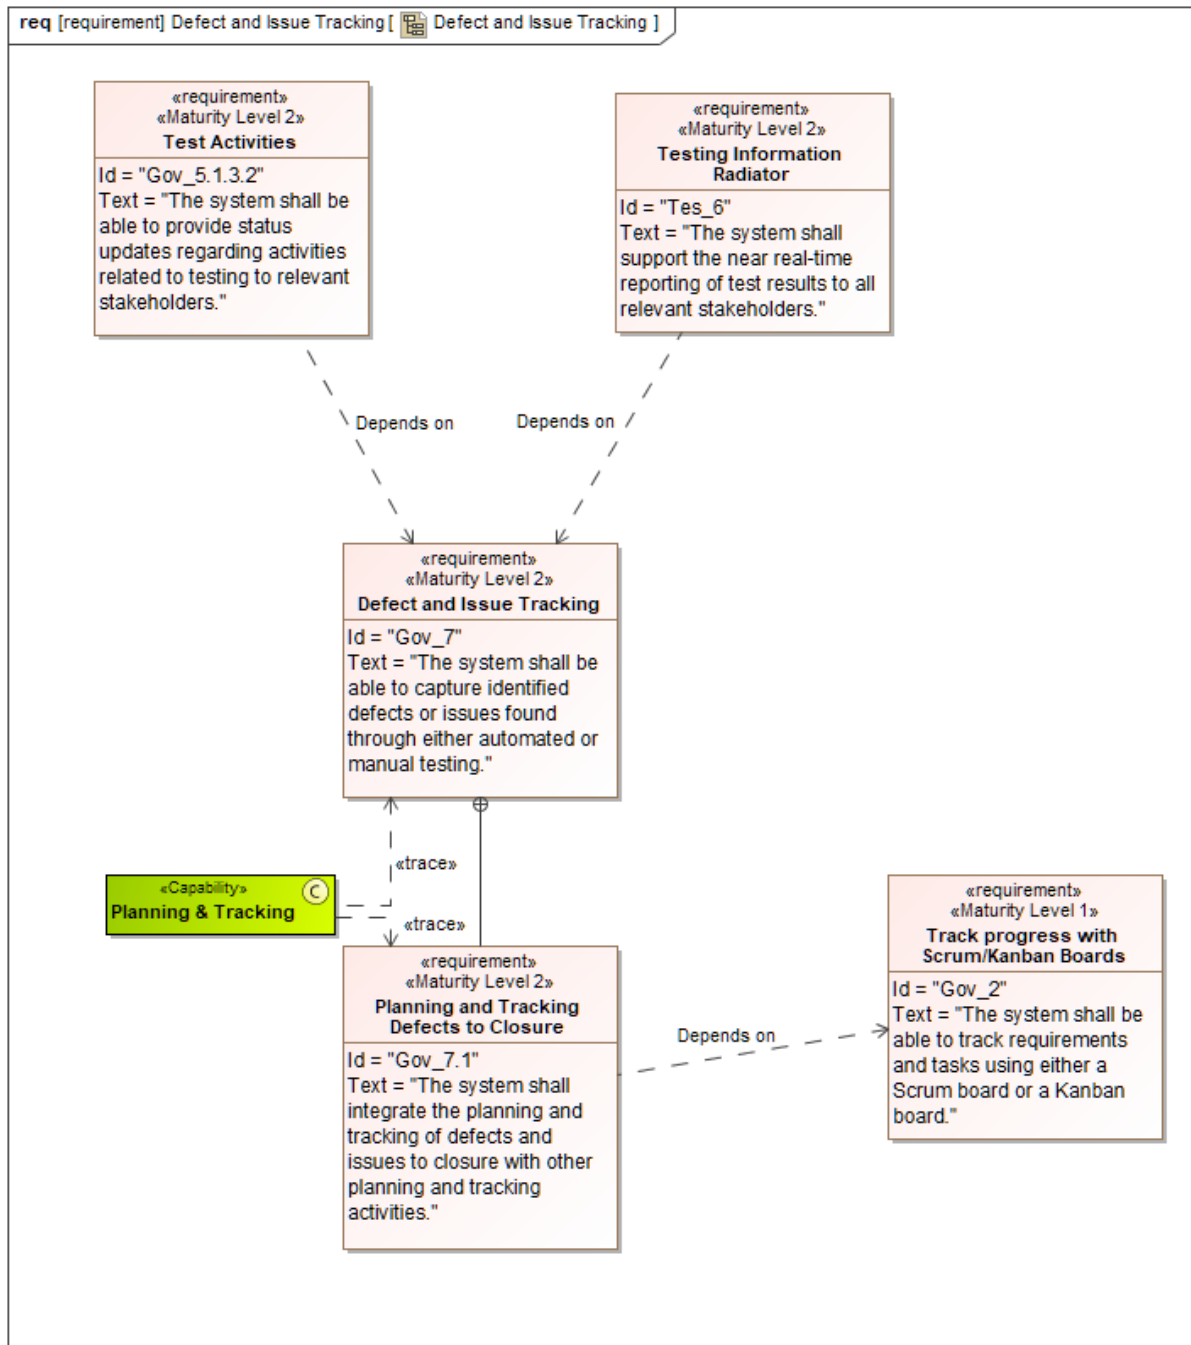 req [requirement] Defect and Issue Tracking [ Defect and Issue Tracking ]
«requirement»
«Maturity Level 2»
Test Activities
Id = "Gov_5.1.3.2"
Text = "The system shall be
able to provide status
updates regarding activities
related to testing to relevant
stakeholders."
«requirement»
«Maturity Level 2»
Testing Information
Radiator
Id = "Tes_6"
Text = "The system shall
support the near real-time
reporting of test results to all
relevant stakeholders."
Depends on
Depends on
«requirement»
«Maturity Level 2»
Defect and Issue Tracking
Id = "Gov_7"
Text = "The system shall be
able to capture identified
defects or issues found
through either automated or
manual testing."
«trace»
«Capability»
C
Planning & Tracking
«trace»
«requirement»
«Maturity Level 2»
Planning and Tracking
Defects to Closure
Id = "Gov_7.1"
Text = "The system shall
integrate the planning and
tracking of defects and
issues to closure with other
planning and tracking
activities."
Depends on
«requirement»
«Maturity Level 1»
Track progress with
Scrum/Kanban Boards
Id = "Gov_2"
Text = "The system shall be
able to track requirements
and tasks using either a
Scrum board or a Kanban
board."